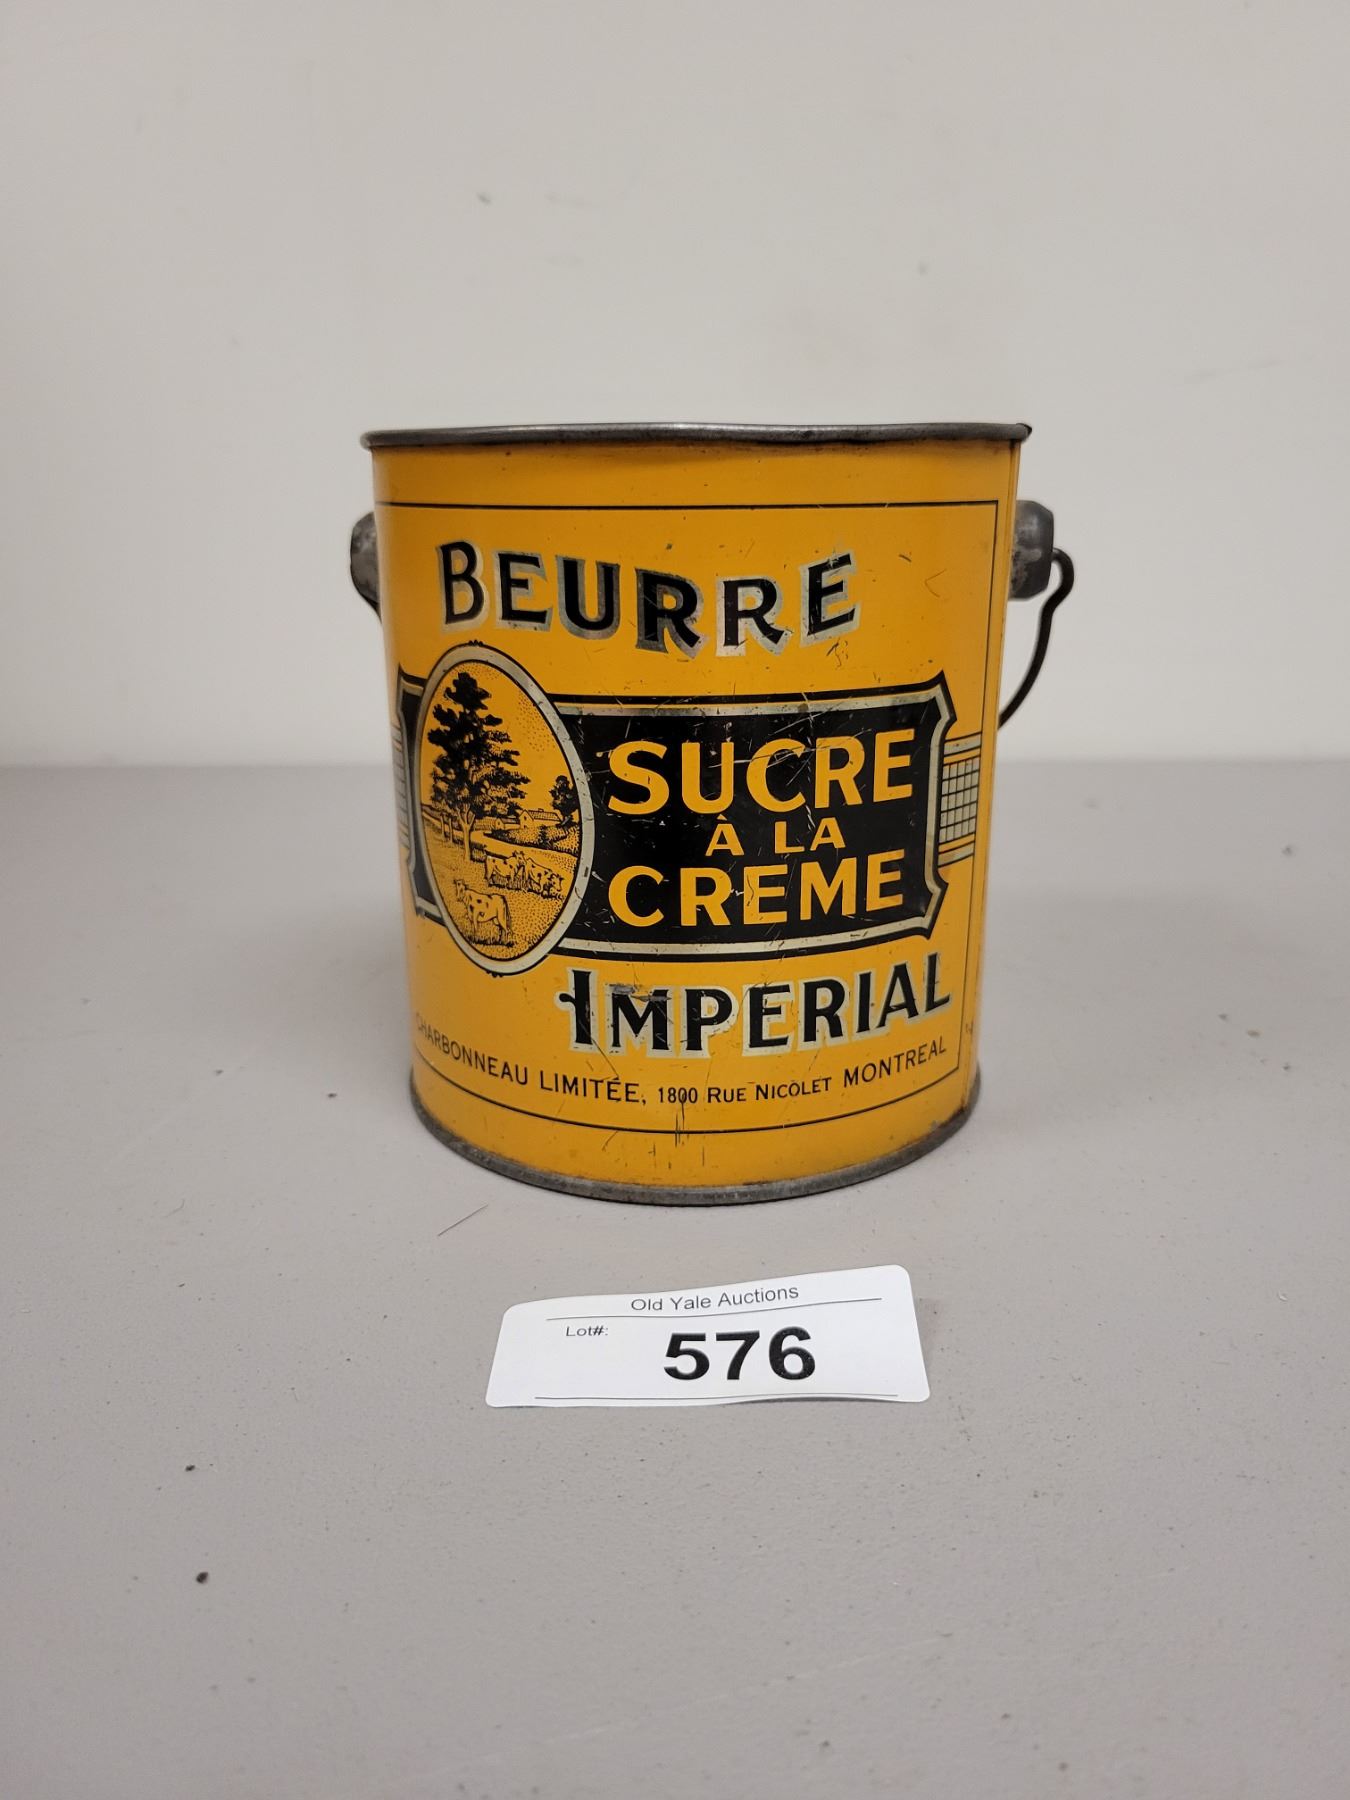 BEURRE
SUCRE
À LA
CREME
IMPERIAL
CHARBONNEAU LIMITÉE, 1800 RUE NICOLET MONTREAL
Old Yale Auctions
Lot#:
576